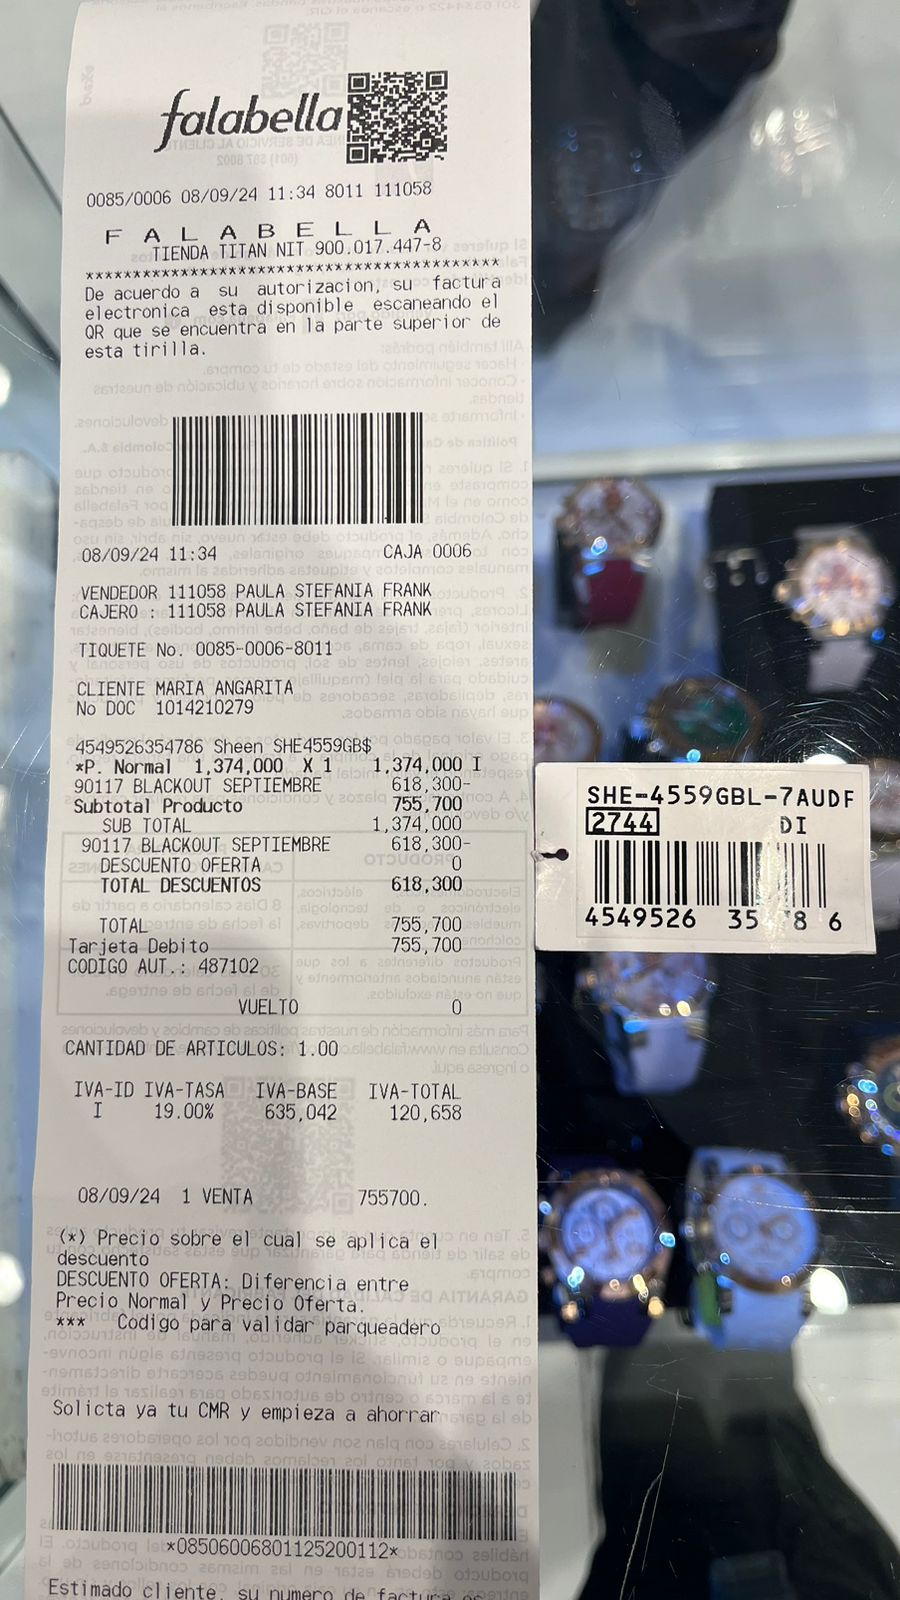 falabella
0085/0006 08/09/24 11:34 8011 111058
F A L A B E L L A
TIENDA TITAN NIT 900.017.447-8
********************************************
De acuerdo a su autorizacion, su factura
electronica esta disponible escaneando el
QR que se encuentra en la parte superior de
esta tirilla.
08/09/24 11:34 CAJA 0006
VENDEDOR 111058 PAULA STEFANIA FRANK
CAJERO : 111058 PAULA STEFANIA FRANK
TIQUETE No. 0085-0006-8011
CLIENTE MARIA ANGARITA
No DOC 1014210279
4549526354786 Sheen SHE4559GB$
*P. Normal 1,374,000 X 1 1,374,000 I
90117 BLACKOUT SEPTIEMBRE 618,300-
Subtotal Producto 755,700
SUB TOTAL 1,374,000
90117 BLACKOUT SEPTIEMBRE 618,300-
DESCUENTO OFERTA 0
TOTAL DESCUENTOS 618,300
TOTAL 755,700
Tarjeta Debito 755,700
CODIGO AUT.: 487102
VUELTO 0
CANTIDAD DE ARTICULOS: 1.00
IVA-ID IVA-TASA IVA-BASE IVA-TOTAL
I 19.00% 635,042 120,658
08/09/24 1 VENTA 755700.
(*) Precio sobre el cual se aplica el
descuento
DESCUENTO OFERTA: Diferencia entre
Precio Normal y Precio Oferta.
*** Codigo para validar parqueadero
Solicta ya tu CMR y empieza a ahorrar
*08506006801125200112*
Estimado cliente, su numero de factura es
SHE-4559GBL-7AUDF
2744 DI
4549526 35 8 6